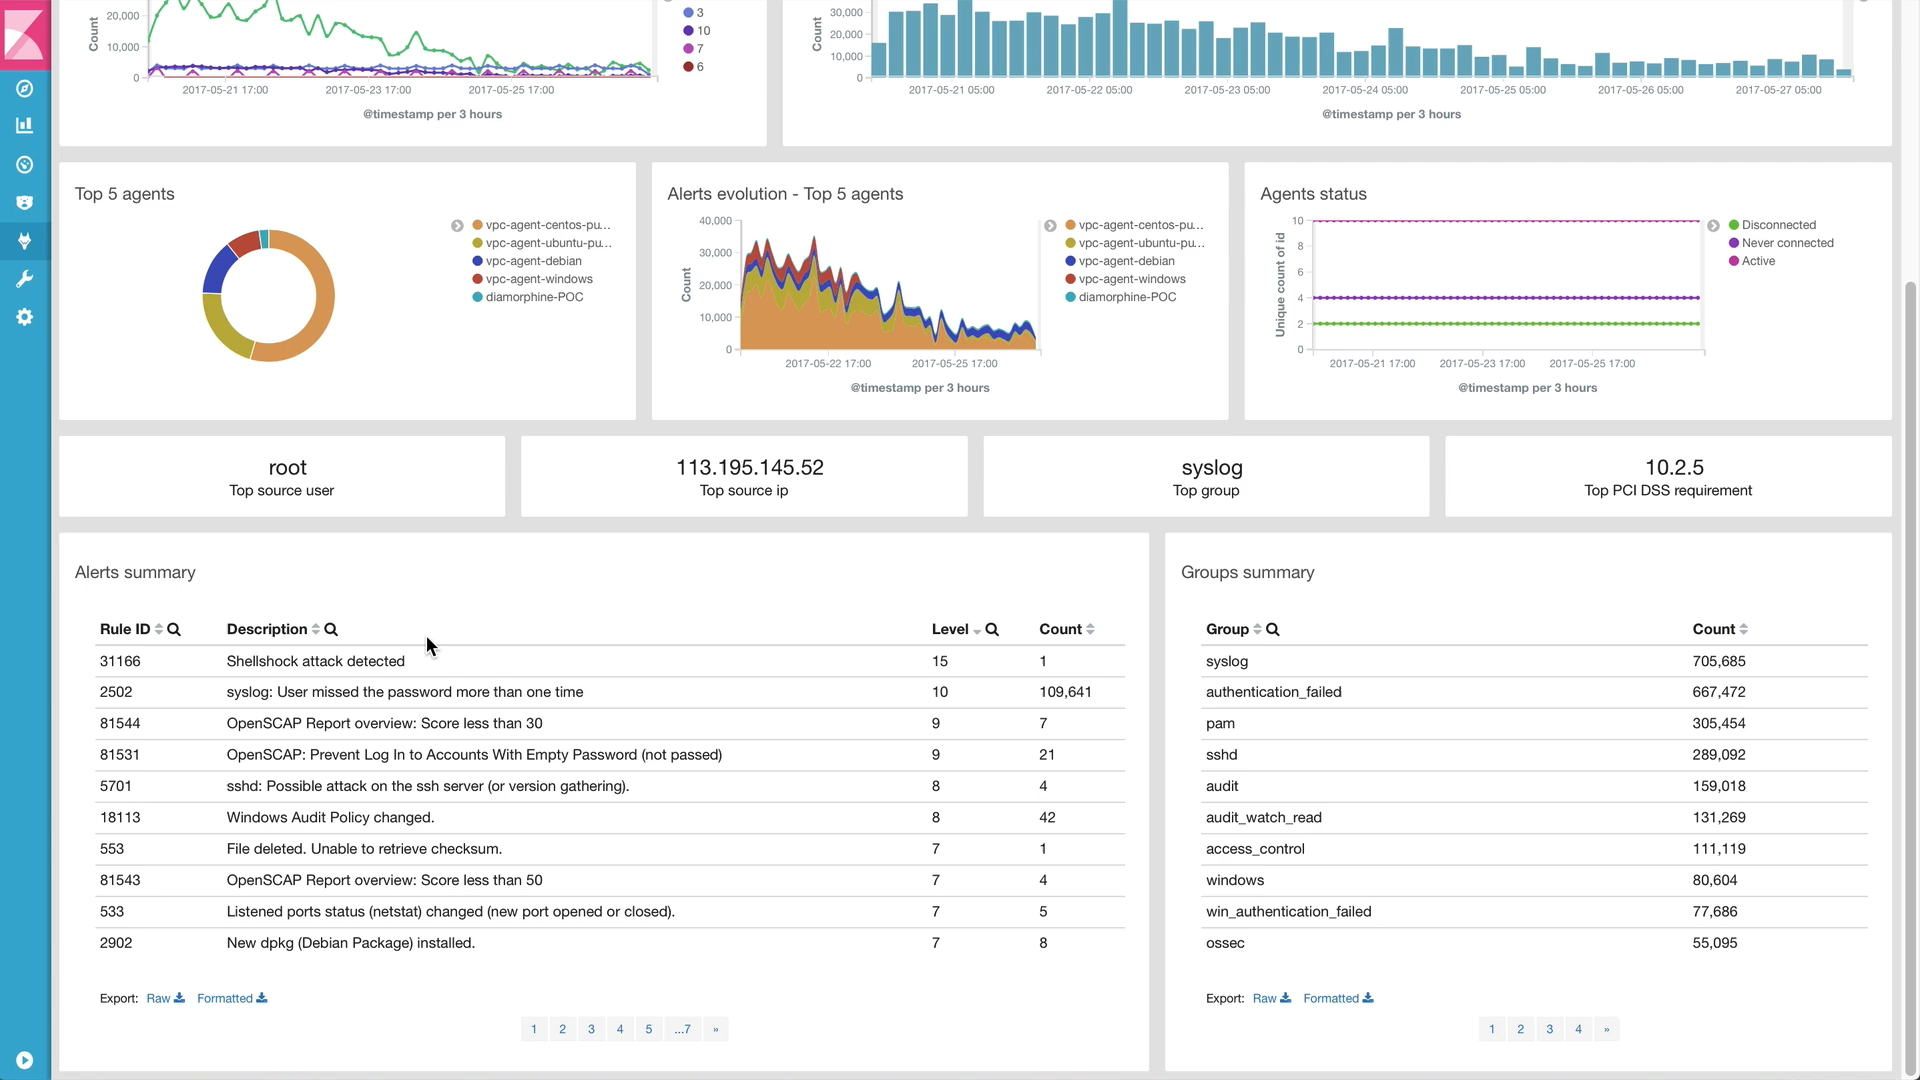 20,000
Count
10,000
0
2017-05-21 17:00 2017-05-23 17:00 2017-05-25 17:00
@timestamp per 3 hours
3
10
7
6
30,000
Count
20,000
10,000
0
2017-05-21 05:00 2017-05-22 05:00 2017-05-23 05:00 2017-05-24 05:00 2017-05-25 05:00 2017-05-26 05:00 2017-05-27 05:00
@timestamp per 3 hours
Top 5 agents
vpc-agent-centos-pu...
vpc-agent-ubuntu-pu...
vpc-agent-debian
vpc-agent-windows
diamorphine-POC
Alerts evolution - Top 5 agents
40,000
30,000
Count
20,000
10,000
0
2017-05-22 17:00 2017-05-25 17:00
@timestamp per 3 hours
vpc-agent-centos-pu...
vpc-agent-ubuntu-pu...
vpc-agent-debian
vpc-agent-windows
diamorphine-POC
Agents status
10
8
6
Unique count of id
4
2
0
2017-05-21 17:00 2017-05-23 17:00 2017-05-25 17:00
@timestamp per 3 hours
Disconnected
Never connected
Active
root
Top source user
113.195.145.52
Top source ip
syslog
Top group
10.2.5
Top PCI DSS requirement
Alerts summary
Rule ID Description Level Count
31166 Shellshock attack detected 15 1
2502 syslog: User missed the password more than one time 10 109,641
81544 OpenSCAP Report overview: Score less than 30 9 7
81531 OpenSCAP: Prevent Log In to Accounts With Empty Password (not passed) 9 21
5701 sshd: Possible attack on the ssh server (or version gathering). 8 4
18113 Windows Audit Policy changed. 8 42
553 File deleted. Unable to retrieve checksum. 7 1
81543 OpenSCAP Report overview: Score less than 50 7 4
533 Listened ports status (netstat) changed (new port opened or closed). 7 5
2902 New dpkg (Debian Package) installed. 7 8
Export: Raw Formatted
1 2 3 4 5 ...7 »
Groups summary
Group Count
syslog 705,685
authentication_failed 667,472
pam 305,454
sshd 289,092
audit 159,018
audit_watch_read 131,269
access_control 111,119
windows 80,604
win_authentication_failed 77,686
ossec 55,095
Export: Raw Formatted
1 2 3 4 »